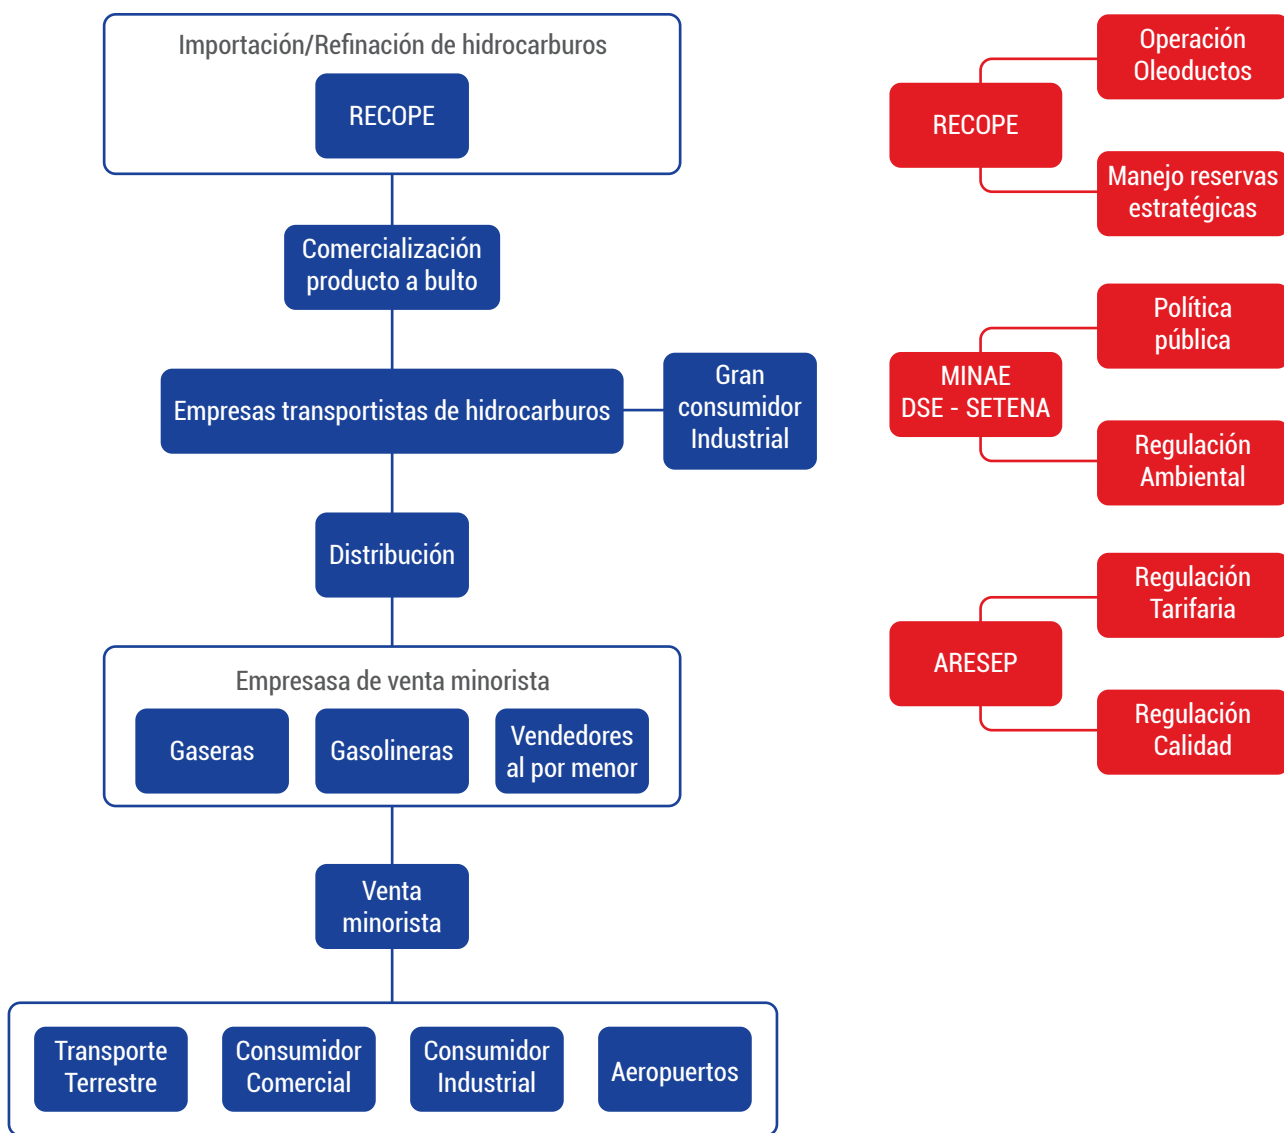 Importación/Refinación de hidrocarburos
RECOPE
Comercialización
producto a bulto
Empresas transportistas de hidrocarburos
Gran
consumidor
Industrial
Distribución
Empresasa de venta minorista
Gaseras
Gasolineras
Vendedores
al por menor
Venta
minorista
Transporte
Terrestre
Consumidor
Comercial
Consumidor
Industrial
Aeropuertos
RECOPE
Operación
Oleoductos
Manejo reservas
estratégicas
MINAE
DSE - SETENA
Política
pública
Regulación
Ambiental
ARESEP
Regulación
Tarifaria
Regulación
Calidad